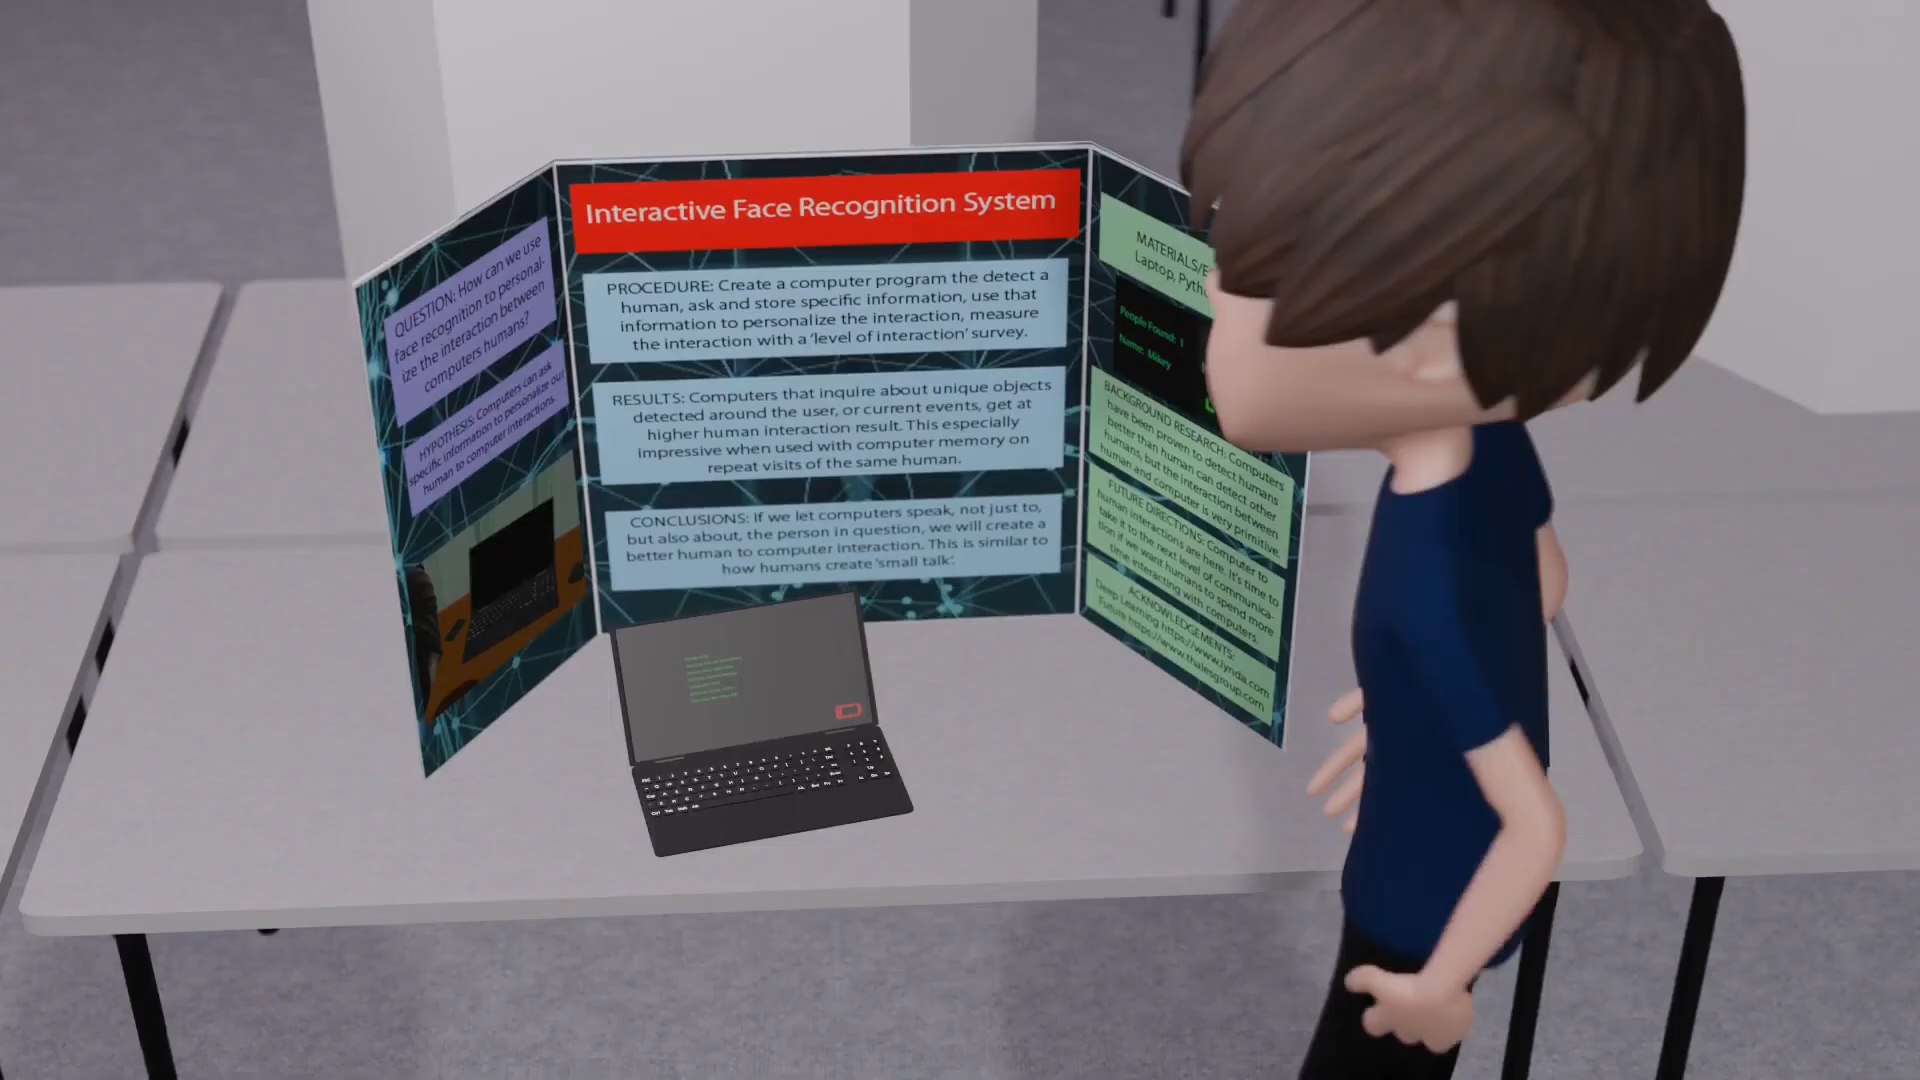 QUESTION: How can we use
face recognition to personal-
ize the interaction between
computers humans?
HYPOTHESIS: Computers can ask
specific information to personalize our
human to computer interactions.
Interactive Face Recognition System
PROCEDURE: Create a computer program the detect a
human, ask and store specific information, use that
information to personalize the interaction, measure
the interaction with a 'level of interaction' survey.
RESULTS: Computers that inquire about unique objects
detected around the user, or current events, get at
higher human interaction result. This especially
impressive when used with computer memory on
repeat visits of the same human.
CONCLUSIONS: If we let computers speak, not just to,
but also about, the person in question, we will create a
better human to computer interaction. This is similar to
how humans create 'small talk'.
MATERIALS/E
Laptop, Pyth
People Found: 1
Name: Mikey
BACKGROUND RESEARCH: Computers
have been proven to detect humans
better than human can detect other
humans, but the interaction between
human and computer is very primitive.
FUTURE DIRECTIONS: Computer to
human interactions are here. It's time to
take it to the next level of communica-
tion if we want humans to spend more
time interacting with computers.
ACKNOWLEDGEMENTS:
Deep Learning https://www.lynda.com
Future https://www.thalesgroup.com